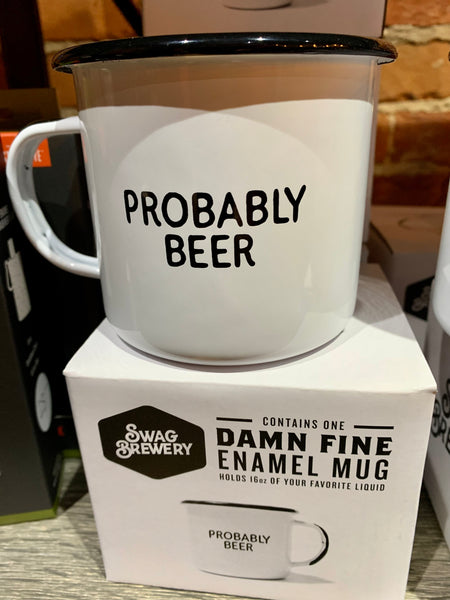 PROBABLY
BEER
SWAG
BREWERY
CONTAINS ONE
DAMN FINE
ENAMEL MUG
HOLDS 16oz OF YOUR FAVORITE LIQUID
PROBABLY
BEER